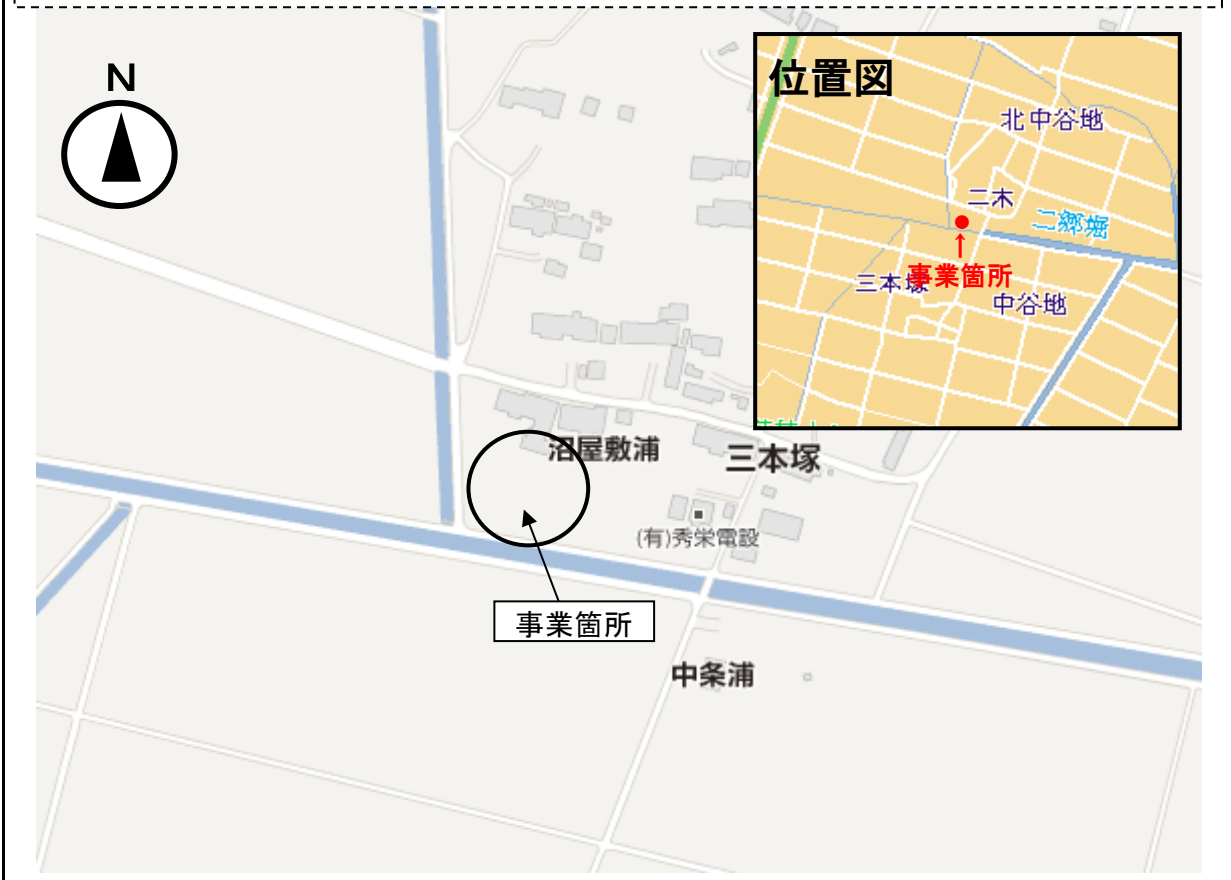 N
位置図
北中谷地
二木
二郷堀
↑
事業箇所
三本塚
中谷地
沼屋敷浦
三本塚
(有)秀栄電設
事業箇所
中条浦